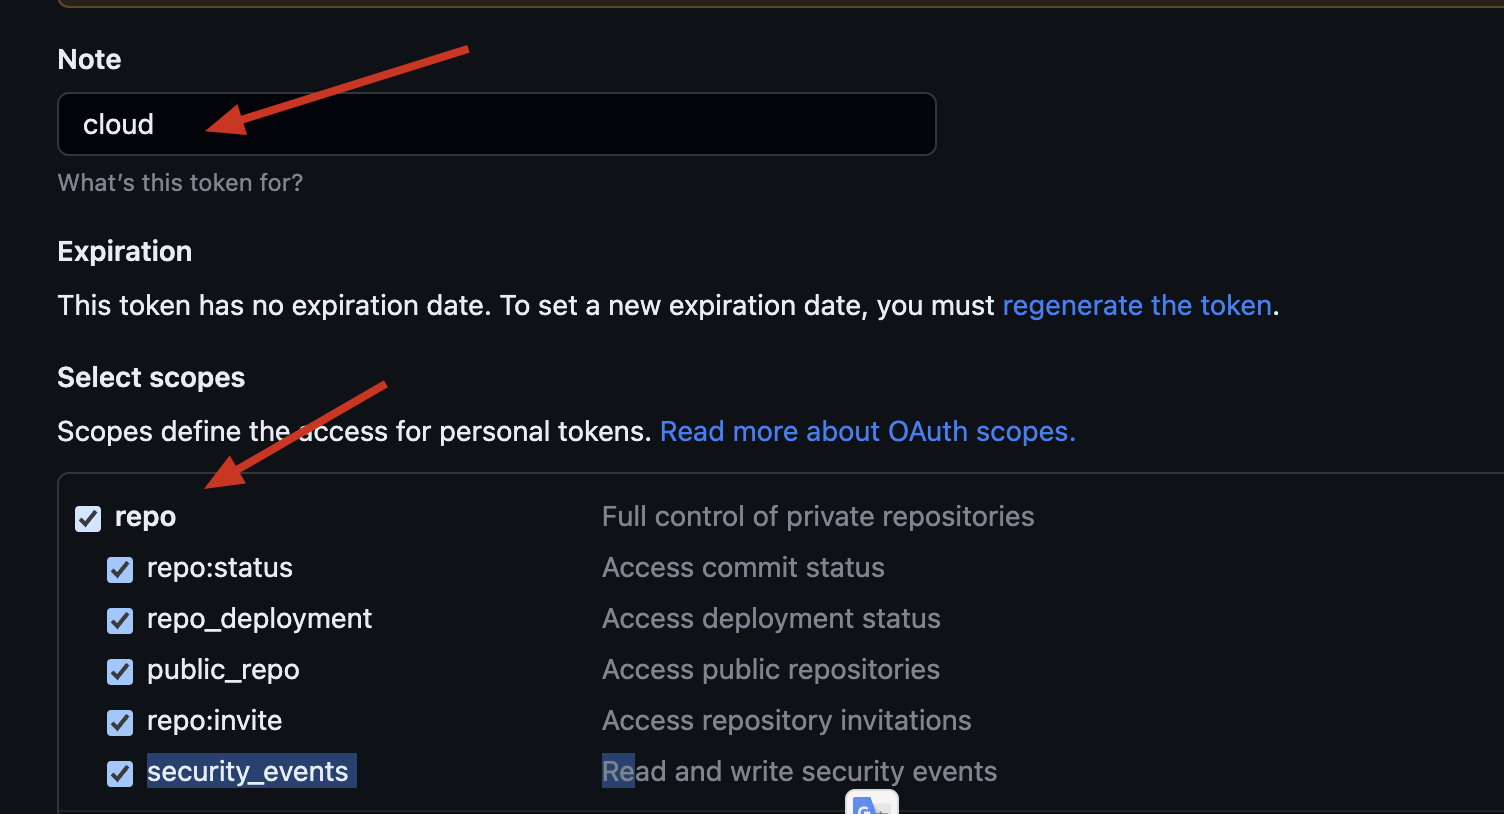 Note
cloud
What's this token for?
Expiration
This token has no expiration date. To set a new expiration date, you must regenerate the token.
Select scopes
Scopes define the access for personal tokens. Read more about OAuth scopes.
repo Full control of private repositories
repo:status Access commit status
repo_deployment Access deployment status
public_repo Access public repositories
repo:invite Access repository invitations
security_events Read and write security events